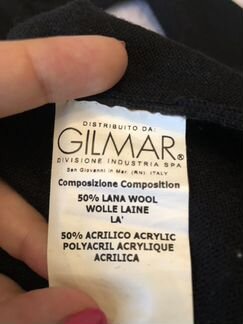 DISTRIBUITO DA:
GILMAR®
DIVISIONE INDUSTRIA SPA
San Giovanni in Mar. (RN) ITALY
Composizione Composition
50% LANA WOOL
WOLLE LAINE
LA'
50% ACRILICO ACRYLIC
POLYACRIL ACRYLIQUE
ACRILICA